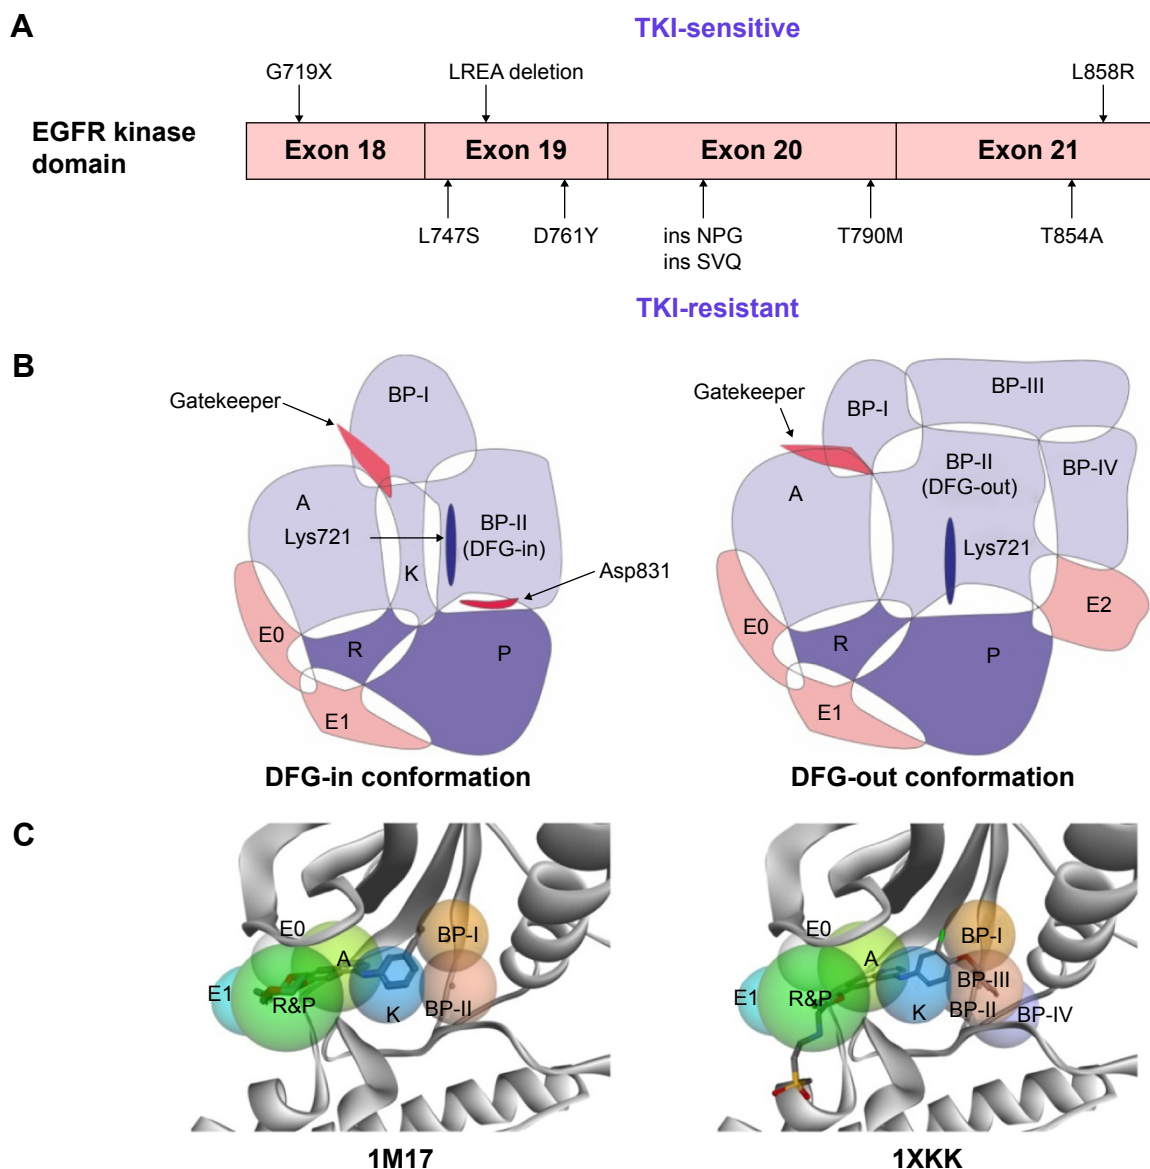 A
TKI-sensitive
G719X
LREA deletion
L858R
EGFR kinase
domain
Exon 18
Exon 19
Exon 20
Exon 21
L747S
D761Y
ins NPG
ins SVQ
T790M
T854A
TKI-resistant
B
Gatekeeper
BP-I
A
Lys721
BP-II
(DFG-in)
K
Asp831
E0
R
P
E1
DFG-in conformation
Gatekeeper
BP-I
BP-III
A
BP-II
(DFG-out)
BP-IV
Lys721
E2
E0
R
P
E1
DFG-out conformation
C
E0
A
BP-I
E1
R&P
K
BP-II
1M17
E0
A
BP-I
E1
R&P
BP-III
K
BP-II
BP-IV
1XKK